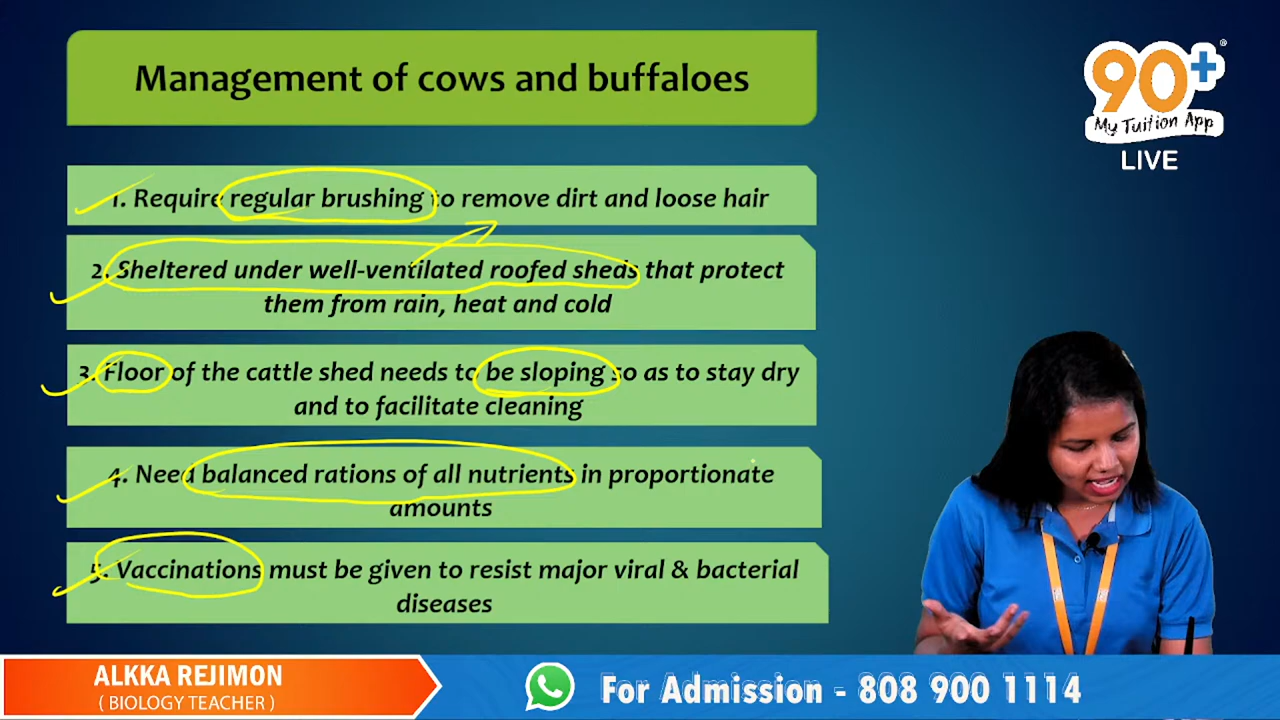 Management of cows and buffaloes
90+
®
My Tuition App
LIVE
1. Require regular brushing to remove dirt and loose hair
2. Sheltered under well-ventilated roofed sheds that protect
them from rain, heat and cold
3. Floor of the cattle shed needs to be sloping so as to stay dry
and to facilitate cleaning
4. Need balanced rations of all nutrients in proportionate
amounts
5. Vaccinations must be given to resist major viral & bacterial
diseases
ALKKA REJIMON
( BIOLOGY TEACHER )
For Admission - 808 900 1114